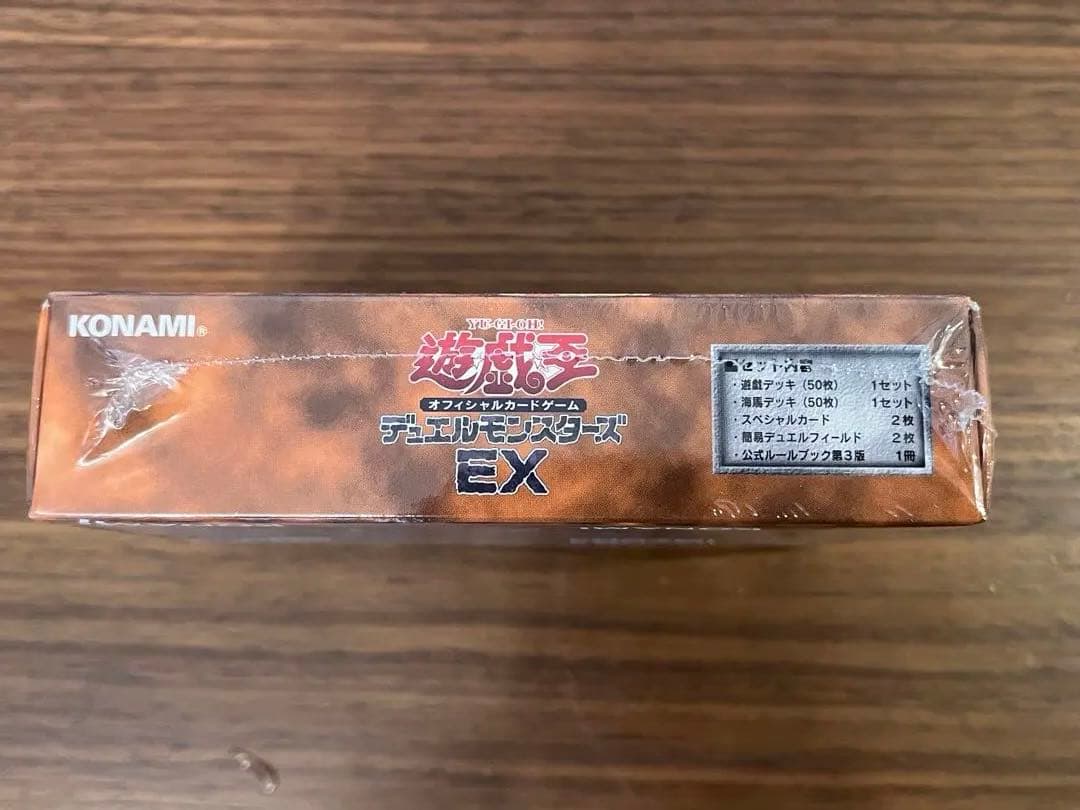 KONAMI®
YU-GI-OH!
遊戯王
オフィシャルカードゲーム
デュエルモンスターズ
EX
セット内容
・遊戯デッキ（50枚） 1セット
・海馬デッキ（50枚） 1セット
・スペシャルカード 2枚
・簡易デュエルフィールド 2枚
・公式ルールブック第3版 1冊